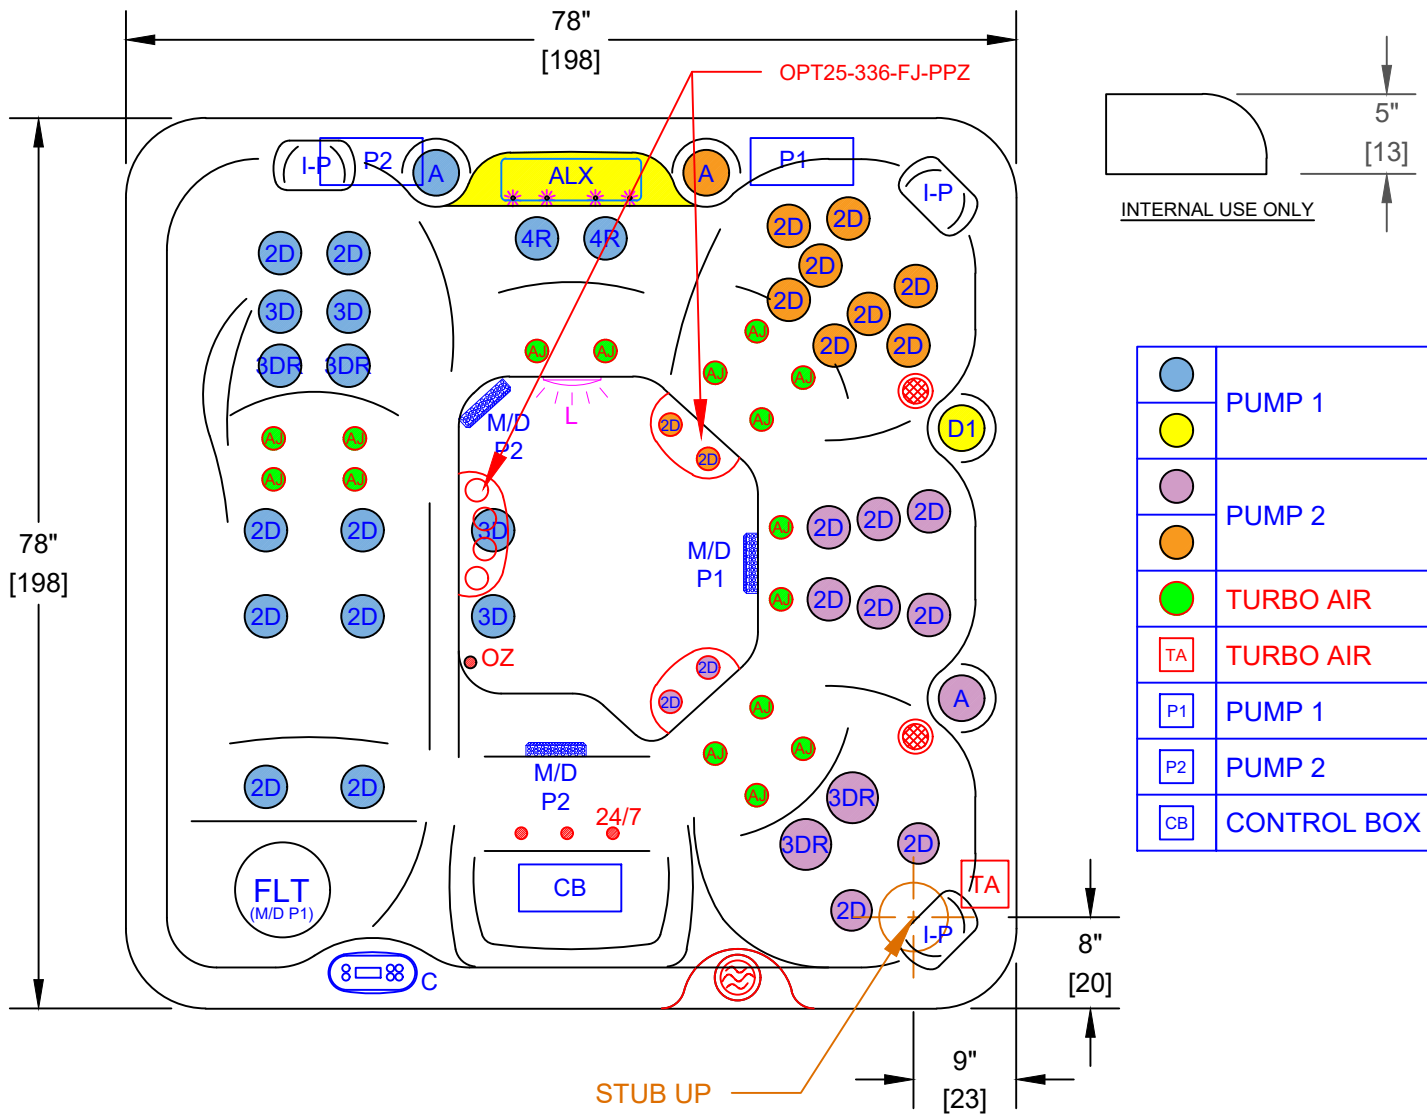 78"
[198]
OPT25-336-FJ-PPZ
5"
[13]
INTERNAL USE ONLY
I-P
P2
A
ALX
A
P1
I-P
4R
4R
2D
2D
2D
2D
2D
2D
2D
2D
2D
2D
2D
3D
3D
3DR
3DR
AJ
AJ
AJ
AJ
AJ
AJ
M/D
P2
L
2D
2D
D1
AJ
AJ
AJ
AJ
2D
2D
3D
AJ
2D
2D
2D
M/D
P1
78"
[198]
2D
2D
3D
AJ
2D
2D
2D
OZ
2D
2D
A
AJ
AJ
AJ
AJ
M/D
P2
2D
2D
24/7
3DR
3DR
2D
2D
FLT
(M/D P1)
CB
TA
I-P
C
8"
[20]
9"
[23]
STUB UP
PUMP 1
PUMP 2
TURBO AIR
TA TURBO AIR
P1 PUMP 1
P2 PUMP 2
CB CONTROL BOX